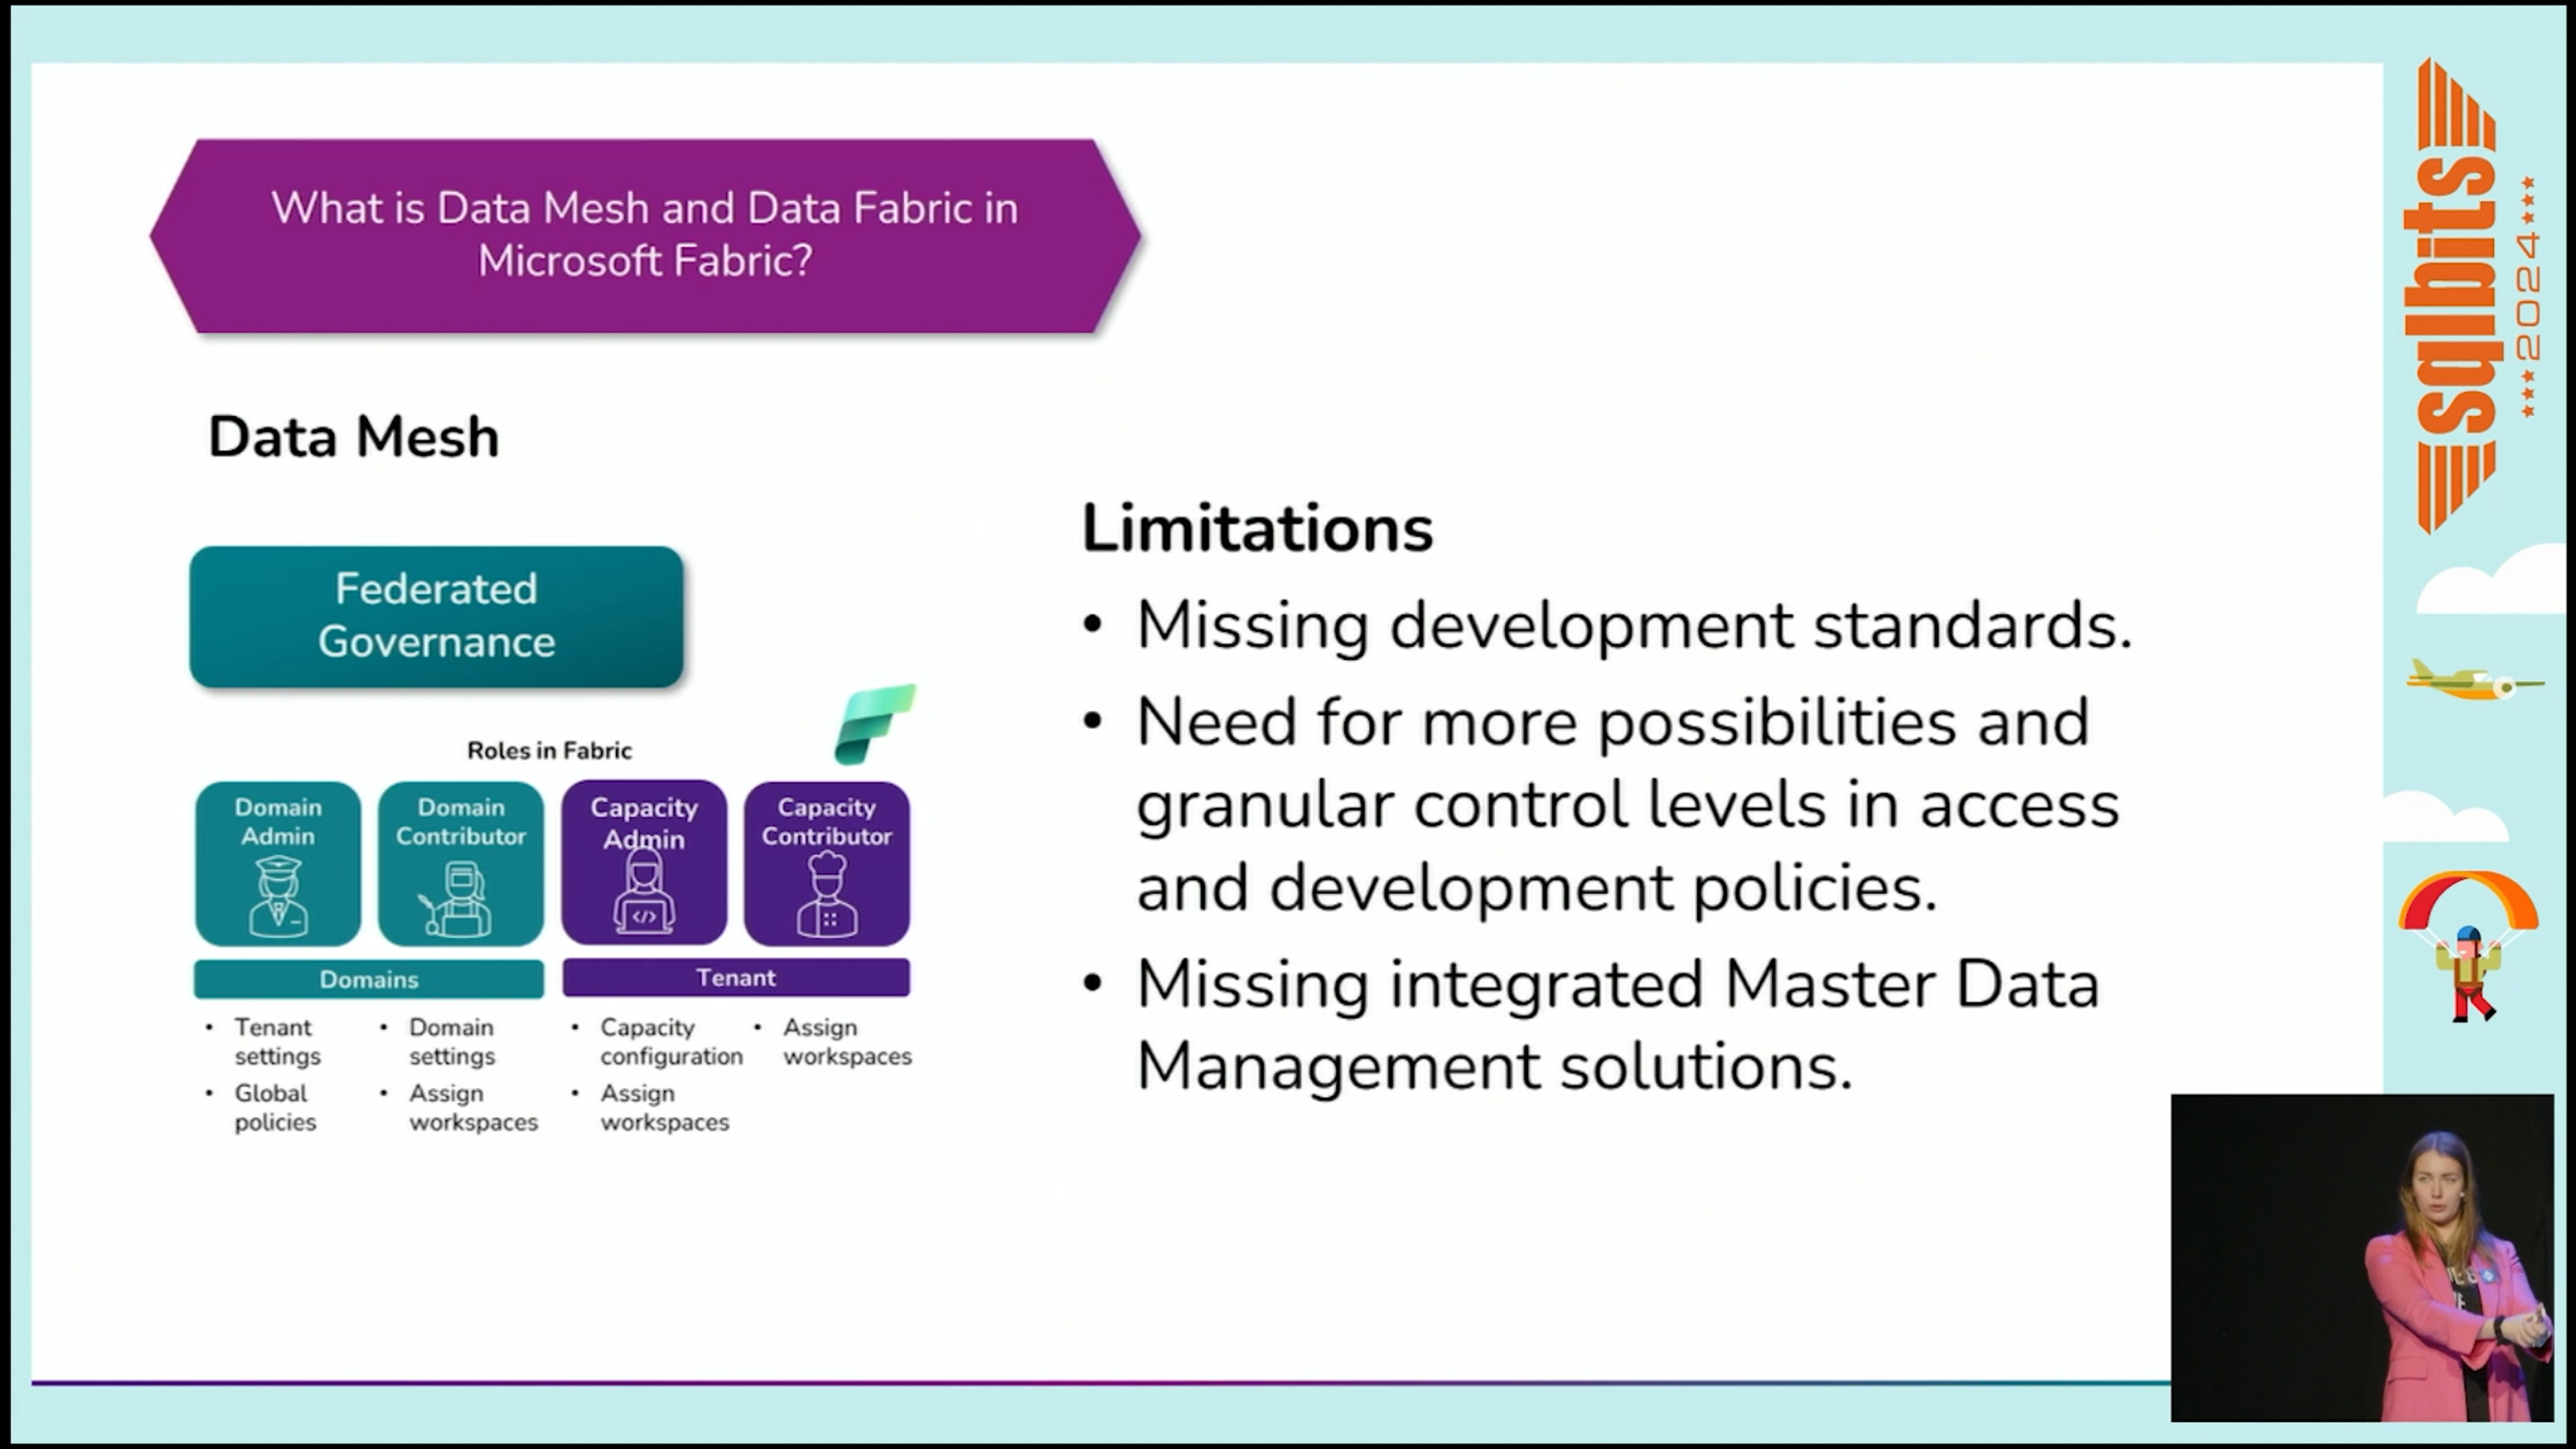 What is Data Mesh and Data Fabric in
Microsoft Fabric?
Data Mesh
Federated
Governance
Roles in Fabric
Domain
Admin
Domain
Contributor
Capacity
Admin
Capacity
Contributor
Domains
Tenant
• Tenant
settings
• Global
policies
• Domain
settings
• Assign
workspaces
• Capacity
configuration
• Assign
workspaces
• Assign
workspaces
Limitations
• Missing development standards.
• Need for more possibilities and
granular control levels in access
and development policies.
• Missing integrated Master Data
Management solutions.
sqlbits
2024